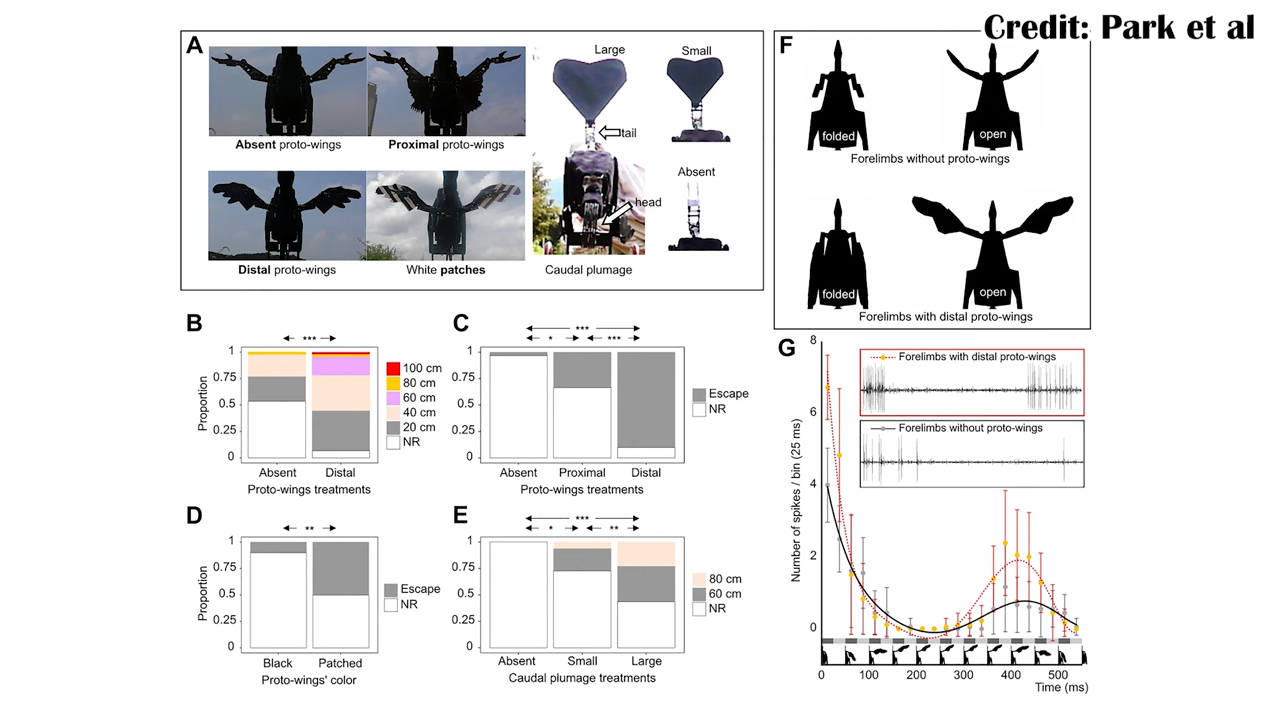 Credit: Park et al
A
Large
Small
tail
Absent proto-wings
Proximal proto-wings
Absent
head
Distal proto-wings
White patches
Caudal plumage
F
folded
open
Forelimbs without proto-wings
folded
open
Forelimbs with distal proto-wings
B
***
Proportion
1
0.75
0.5
0.25
0
Absent
Distal
Proto-wings treatments
100 cm
80 cm
60 cm
40 cm
20 cm
NR
C
***
*
***
1
0.75
0.5
0.25
0
Absent
Proximal
Distal
Proto-wings treatments
Escape
NR
D
**
Proportion
1
0.75
0.5
0.25
0
Black
Patched
Proto-wings' color
Escape
NR
E
***
*
**
1
0.75
0.5
0.25
0
Absent
Small
Large
Caudal plumage treatments
80 cm
60 cm
NR
G
Number of spikes / bin (25 ms)
8
6
4
2
0
Forelimbs with distal proto-wings
Forelimbs without proto-wings
0
100
200
300
400
500
Time (ms)